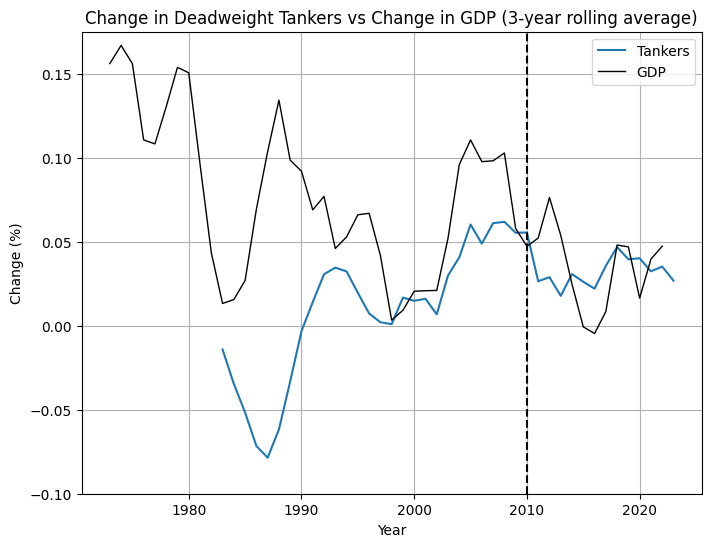 Change in Deadweight Tankers vs Change in GDP (3-year rolling average)
Tankers
GDP
0.15
0.10
0.05
0.00
−0.05
−0.10
Change (%)
1980 1990 2000 2010 2020
Year